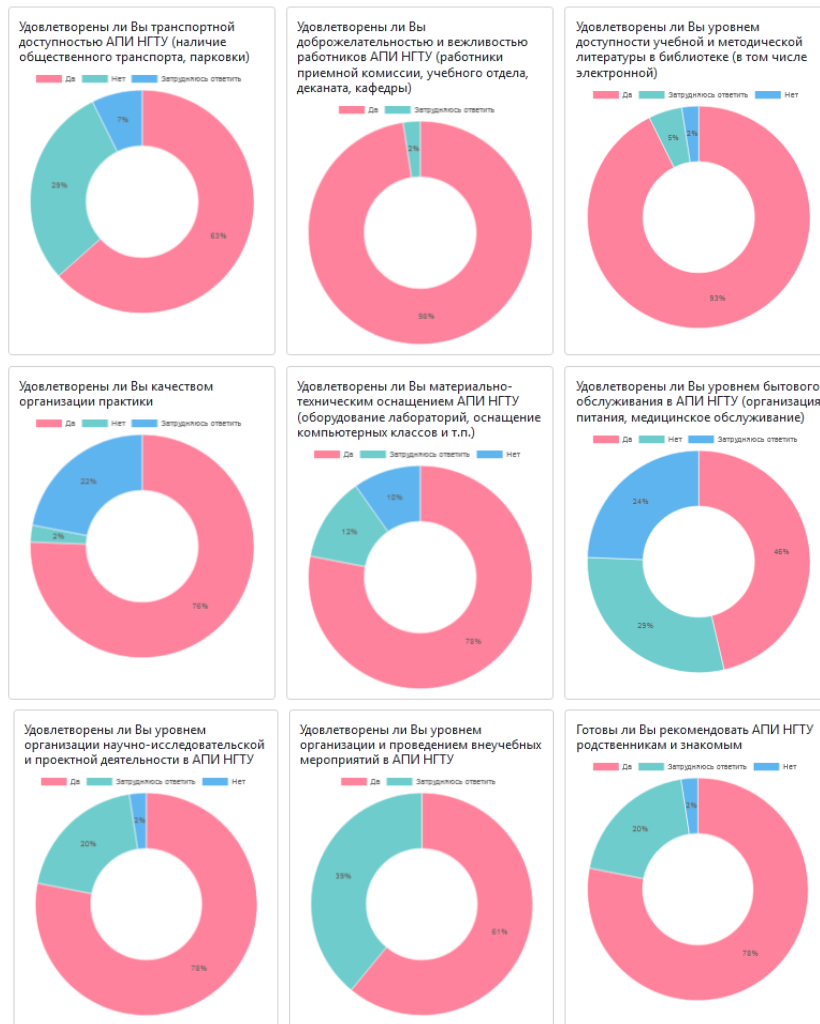 Удовлетворены ли Вы транспортной
доступностью АПИ НГТУ (наличие
общественного транспорта, парковки)
Да Нет Затрудняюсь ответить
7%
29%
63%
Удовлетворены ли Вы
доброжелательностью и вежливостью
работников АПИ НГТУ (работники
приемной комиссии, учебного отдела,
деканата, кафедры)
Да Затрудняюсь ответить
2%
98%
Удовлетворены ли Вы уровнем
доступности учебной и методической
литературы в библиотеке (в том числе
электронной)
Да Затрудняюсь ответить Нет
5%
2%
93%
Удовлетворены ли Вы качеством
организации практики
Да Нет Затрудняюсь ответить
22%
2%
76%
Удовлетворены ли Вы материально-
техническим оснащением АПИ НГТУ
(оборудование лабораторий, оснащение
компьютерных классов и т.п.)
Да Затрудняюсь ответить Нет
10%
12%
78%
Удовлетворены ли Вы уровнем бытового
обслуживания в АПИ НГТУ (организация
питания, медицинское обслуживание)
Да Нет Затрудняюсь ответить
24%
46%
29%
Удовлетворены ли Вы уровнем
организации научно-исследовательской
и проектной деятельности в АПИ НГТУ
Да Затрудняюсь ответить Нет
2%
20%
78%
Удовлетворены ли Вы уровнем
организации и проведением внеучебных
мероприятий в АПИ НГТУ
Да Затрудняюсь ответить
39%
61%
Готовы ли Вы рекомендовать АПИ НГТУ
родственникам и знакомым
Да Затрудняюсь ответить Нет
2%
20%
78%